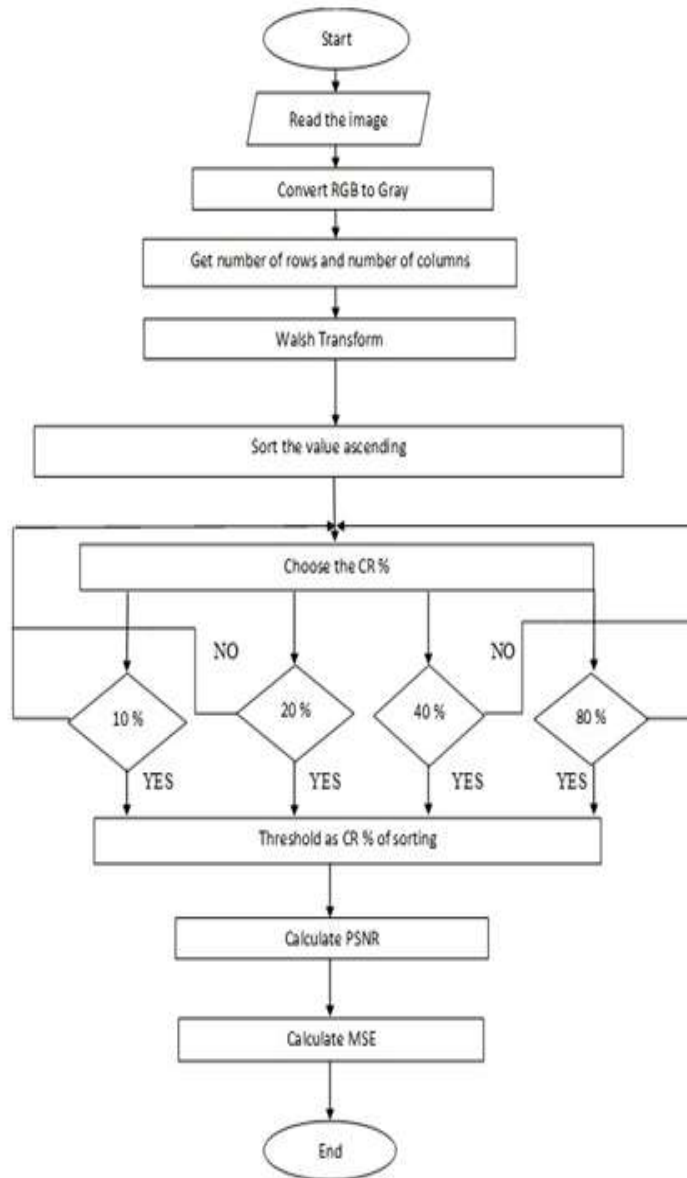 Start
Read the image
Convert RGB to Gray
Get number of rows and number of columns
Walsh Transform
Sort the value ascending
Choose the CR %
NO
NO
10 %
20 %
40 %
80 %
YES
YES
YES
YES
Threshold as CR % of sorting
Calculate PSNR
Calculate MSE
End